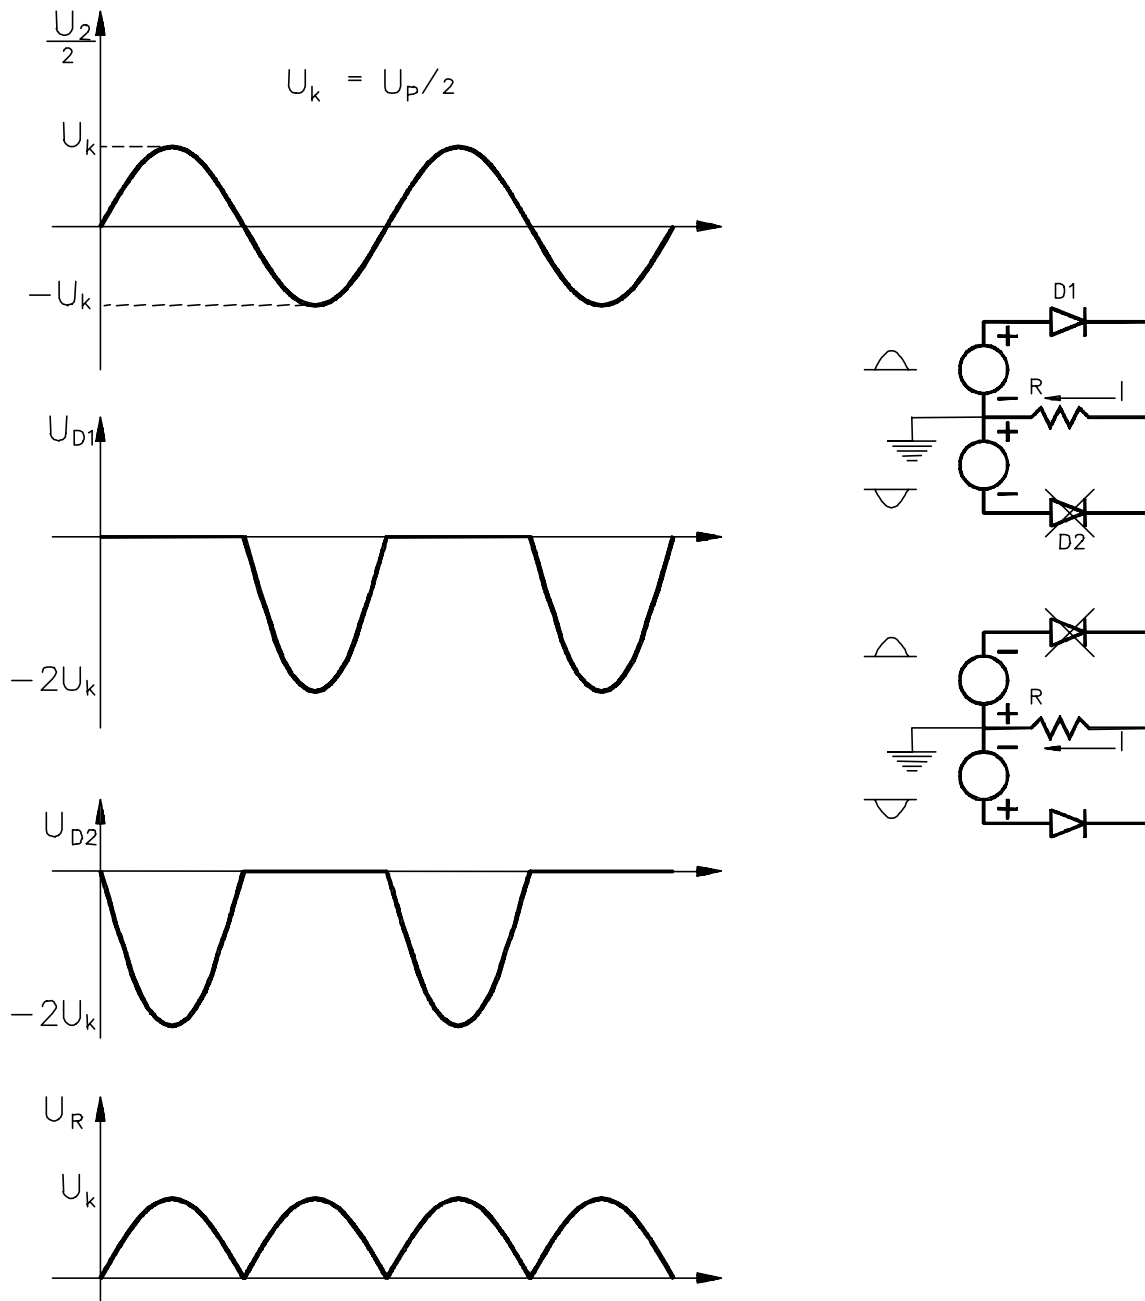 U2
2
Uk = UP/2
Uk
−Uk
UD1
−2Uk
UD2
−2Uk
UR
Uk
D1
+
−
R
I
+
−
D2
−
+
R
I
−
+